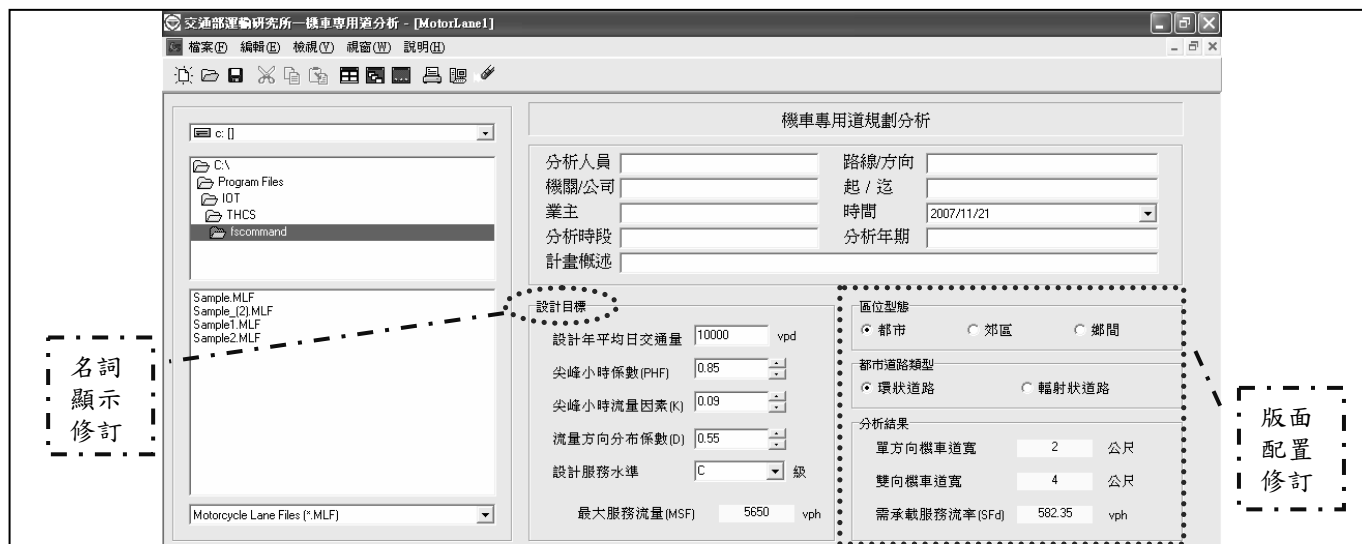 交通部運輸研究所—機車專用道分析 - [MotorLane1]
檔案(F) 編輯(E) 檢視(V) 視窗(W) 說明(H)
c: []
C:\
Program Files
IOT
THCS
fscommand
Sample.MLF
Sample_(2).MLF
Sample1.MLF
Sample2.MLF
Motorcycle Lane Files (*.MLF)
機車專用道規劃分析
分析人員
路線/方向
機關/公司
起 / 迄
業主
時間 2007/11/21
分析時段
分析年期
計畫概述
設計目標
設計年平均日交通量 10000 vpd
尖峰小時係數(PHF) 0.85
尖峰小時流量因素(K) 0.09
流量方向分布係數(D) 0.55
設計服務水準 C 級
最大服務流量(MSF) 5650 vph
區位型態
都市 郊區 鄉間
都市道路類型
環狀道路 輻射狀道路
分析結果
單方向機車道寬 2 公尺
雙向機車道寬 4 公尺
需承載服務流率(SFd) 582.35 vph
名詞
顯示
修訂
版面
配置
修訂